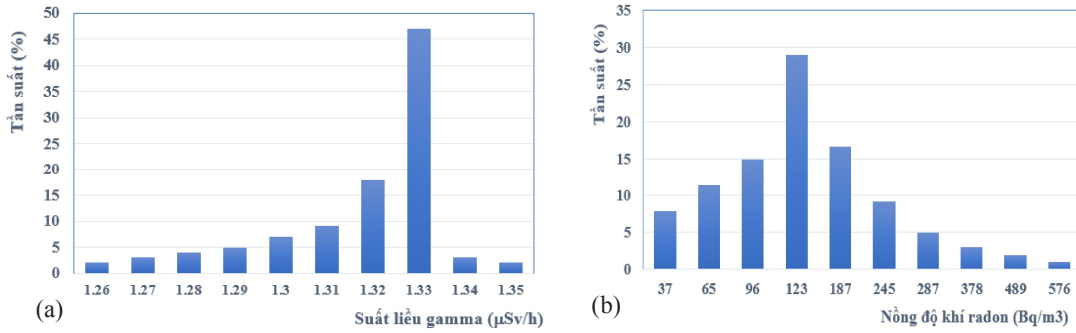 Tần suất (%)
50
45
40
35
30
25
20
15
10
5
0
1.26 1.27 1.28 1.29 1.3 1.31 1.32 1.33 1.34 1.35
(a)
Suất liều gamma (µSv/h)
Tần suất (%)
35
30
25
20
15
10
5
0
37 65 96 123 187 245 287 378 489 576
(b)
Nồng độ khí radon (Bq/m3)